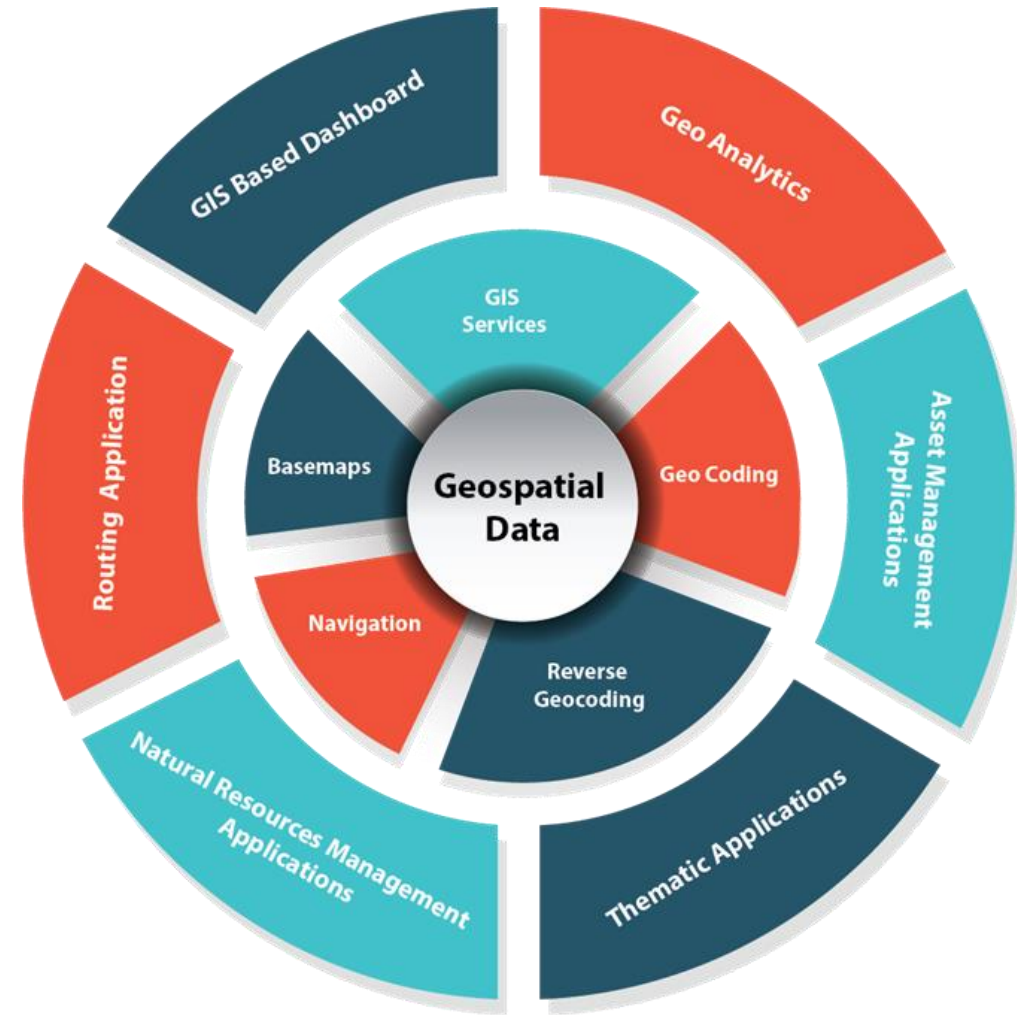 GIS Based Dashboard
Geo Analytics
Asset Management
Applications
Thematic Applications
Natural Resources Management
Applications
Routing Application
GIS
Services
Geo Coding
Reverse
Geocoding
Navigation
Basemaps
Geospatial
Data